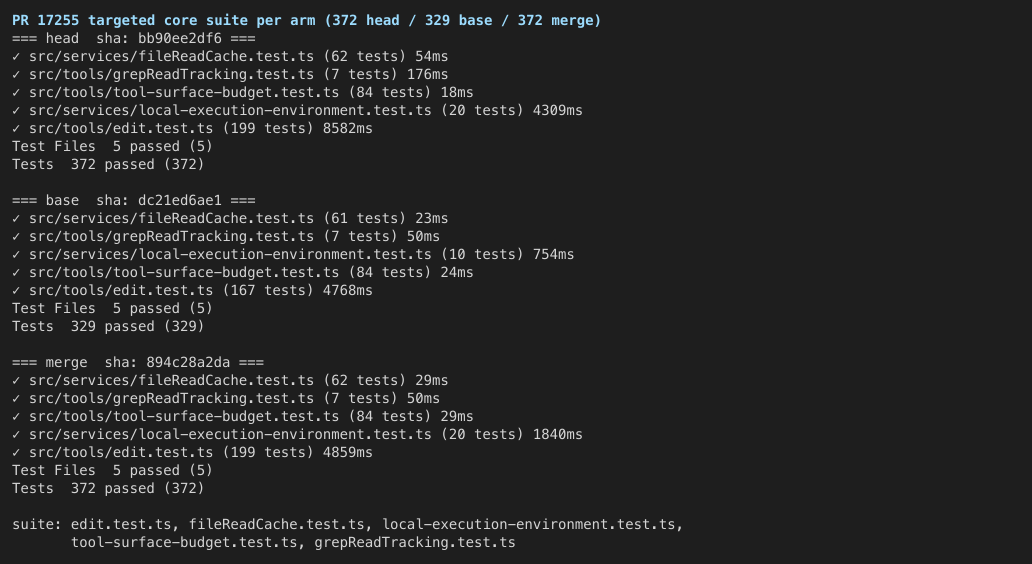 PR 17255 targeted core suite per arm (372 head / 329 base / 372 merge)
=== head  sha: bb90ee2df6 ===
✓ src/services/fileReadCache.test.ts (62 tests) 54ms
✓ src/tools/grepReadTracking.test.ts (7 tests) 176ms
✓ src/tools/tool-surface-budget.test.ts (84 tests) 18ms
✓ src/services/local-execution-environment.test.ts (20 tests) 4309ms
✓ src/tools/edit.test.ts (199 tests) 8582ms
Test Files  5 passed (5)
Tests  372 passed (372)

=== base  sha: dc21ed6ae1 ===
✓ src/services/fileReadCache.test.ts (61 tests) 23ms
✓ src/tools/grepReadTracking.test.ts (7 tests) 50ms
✓ src/services/local-execution-environment.test.ts (10 tests) 754ms
✓ src/tools/tool-surface-budget.test.ts (84 tests) 24ms
✓ src/tools/edit.test.ts (167 tests) 4768ms
Test Files  5 passed (5)
Tests  329 passed (329)

=== merge  sha: 894c28a2da ===
✓ src/services/fileReadCache.test.ts (62 tests) 29ms
✓ src/tools/grepReadTracking.test.ts (7 tests) 50ms
✓ src/tools/tool-surface-budget.test.ts (84 tests) 29ms
✓ src/services/local-execution-environment.test.ts (20 tests) 1840ms
✓ src/tools/edit.test.ts (199 tests) 4859ms
Test Files  5 passed (5)
Tests  372 passed (372)

suite: edit.test.ts, fileReadCache.test.ts, local-execution-environment.test.ts,
       tool-surface-budget.test.ts, grepReadTracking.test.ts